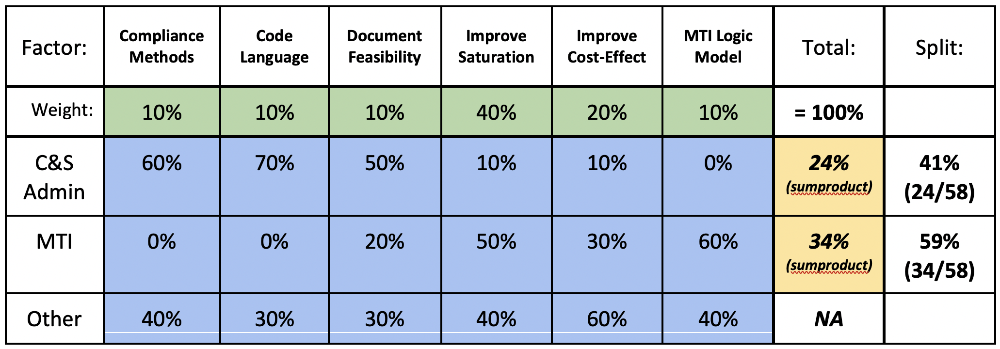 Factor: Compliance Methods Code Language Document Feasibility Improve Saturation Improve Cost-Effect MTI Logic Model Total: Split:
Weight: 10% 10% 10% 40% 20% 10% = 100%
C&S Admin 60% 70% 50% 10% 10% 0% 24% (sumproduct) 41% (24/58)
MTI 0% 0% 20% 50% 30% 60% 34% (sumproduct) 59% (34/58)
Other 40% 30% 30% 40% 60% 40% NA